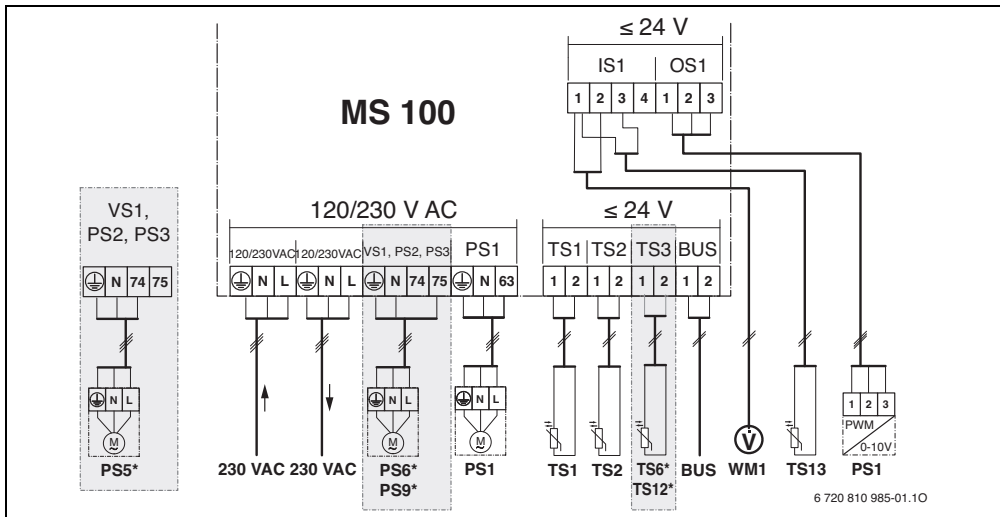 ≤ 24 V
IS1 OS1
1 2 3 4 1 2 3
MS 100
VS1,
PS2, PS3
120/230 V AC
≤ 24 V
120/230VAC 120/230VAC VS1, PS2, PS3 PS1
TS1 TS2 TS3 BUS
N 74 75
N L N L N 74 75 N 63
1 2 1 2 1 2 1 2
N L
N L
N L
1 2 3
PWM
0-10V
M
~
M
~
M
~
V
PS5*
230 VAC 230 VAC
PS6*
PS9*
PS1
TS1
TS2
TS6*
TS12*
BUS
WM1
TS13
PS1
6 720 810 985-01.1O